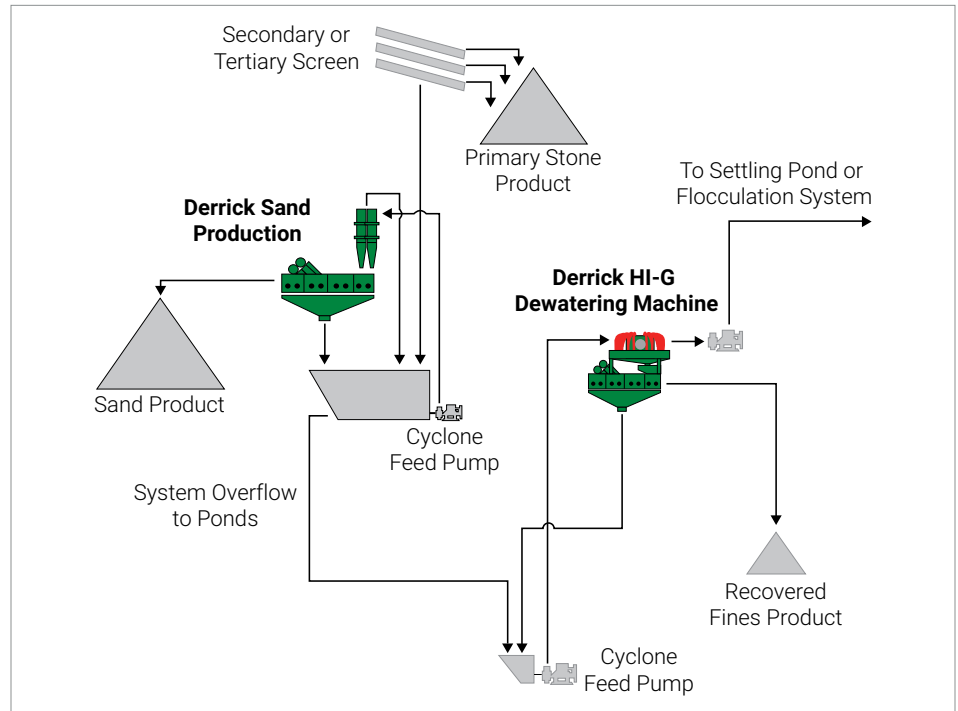 Secondary or
Tertiary Screen
Primary Stone
Product
To Settling Pond or
Flocculation System
Derrick Sand
Production
Derrick HI-G
Dewatering Machine
Sand Product
Cyclone
Feed Pump
System Overflow
to Ponds
Recovered
Fines Product
Cyclone
Feed Pump